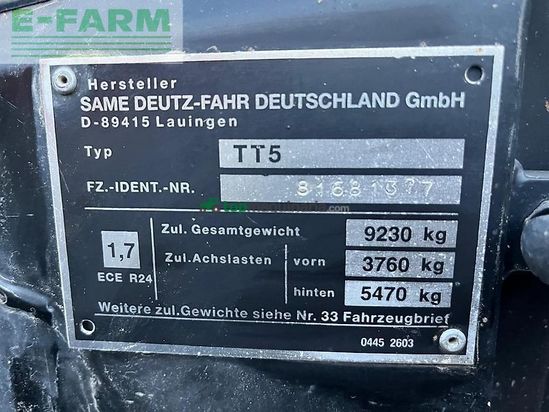 E-FARM
Hersteller
SAME DEUTZ-FAHR DEUTSCHLAND GmbH
D-89415 Lauingen
Typ TT5
FZ.-IDENT.-NR. 81681377
1,7
ECE R24
Zul. Gesamtgewicht 9230 kg
Zul.Achslasten vorn 3760 kg
hinten 5470 kg
Weitere zul.Gewichte siehe Nr. 33 Fahrzeugbrief
0445 2603